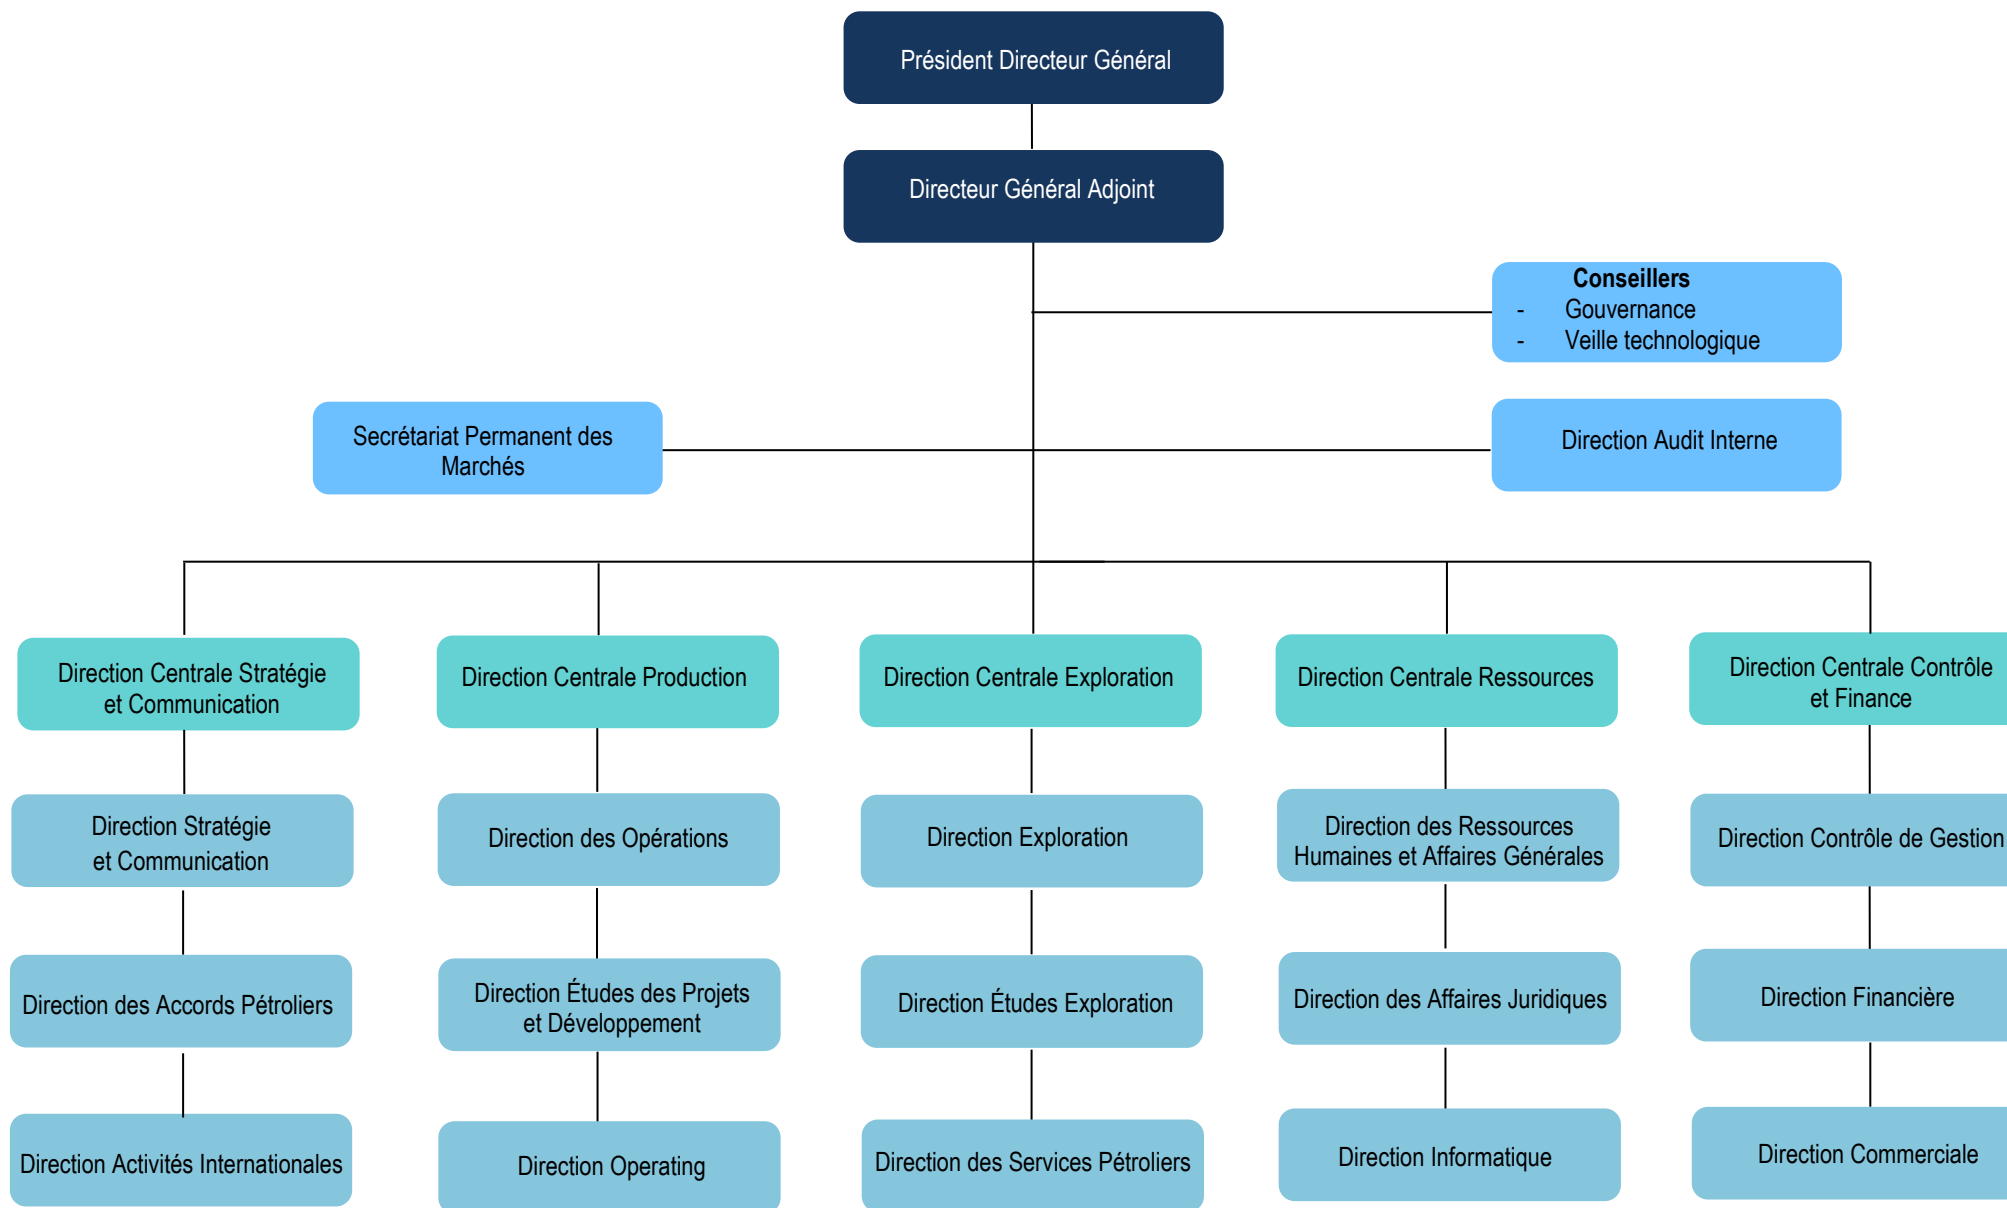 Président Directeur Général
Directeur Général Adjoint
Conseillers
- Gouvernance
- Veille technologique
Secrétariat Permanent des
Marchés
Direction Audit Interne
Direction Centrale Stratégie
et Communication
Direction Centrale Production
Direction Centrale Exploration
Direction Centrale Ressources
Direction Centrale Contrôle
et Finance
Direction Stratégie
et Communication
Direction des Opérations
Direction Exploration
Direction des Ressources
Humaines et Affaires Générales
Direction Contrôle de Gestion
Direction des Accords Pétroliers
Direction Études des Projets
et Développement
Direction Études Exploration
Direction des Affaires Juridiques
Direction Financière
Direction Activités Internationales
Direction Operating
Direction des Services Pétroliers
Direction Informatique
Direction Commerciale